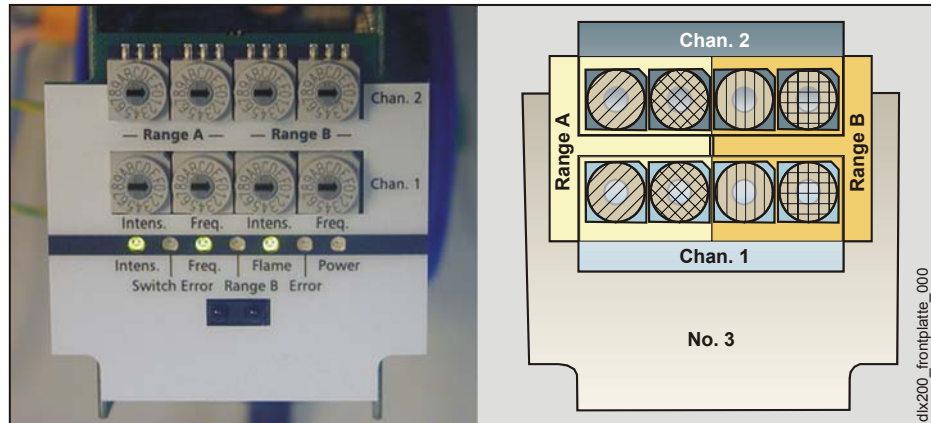 Chan. 2
— Range A — — Range B —
Chan. 1
Intens. Freq. Intens. Freq.
Intens. Freq. Flame Power
Switch Error Range B Error
Chan. 2
Range A
Range B
Chan. 1
No. 3
dlx200_frontplatte_000